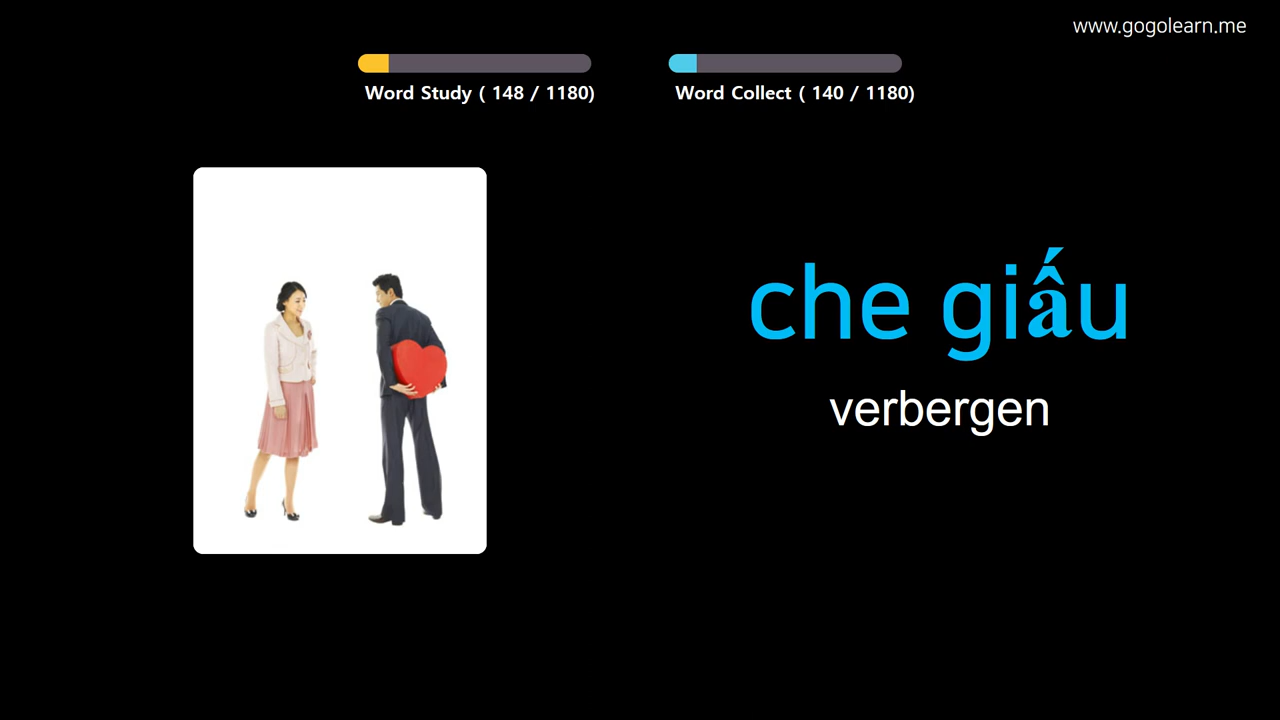 www.gogolearn.me
Word Study ( 148 / 1180)
Word Collect ( 140 / 1180)
che giấu
verbergen